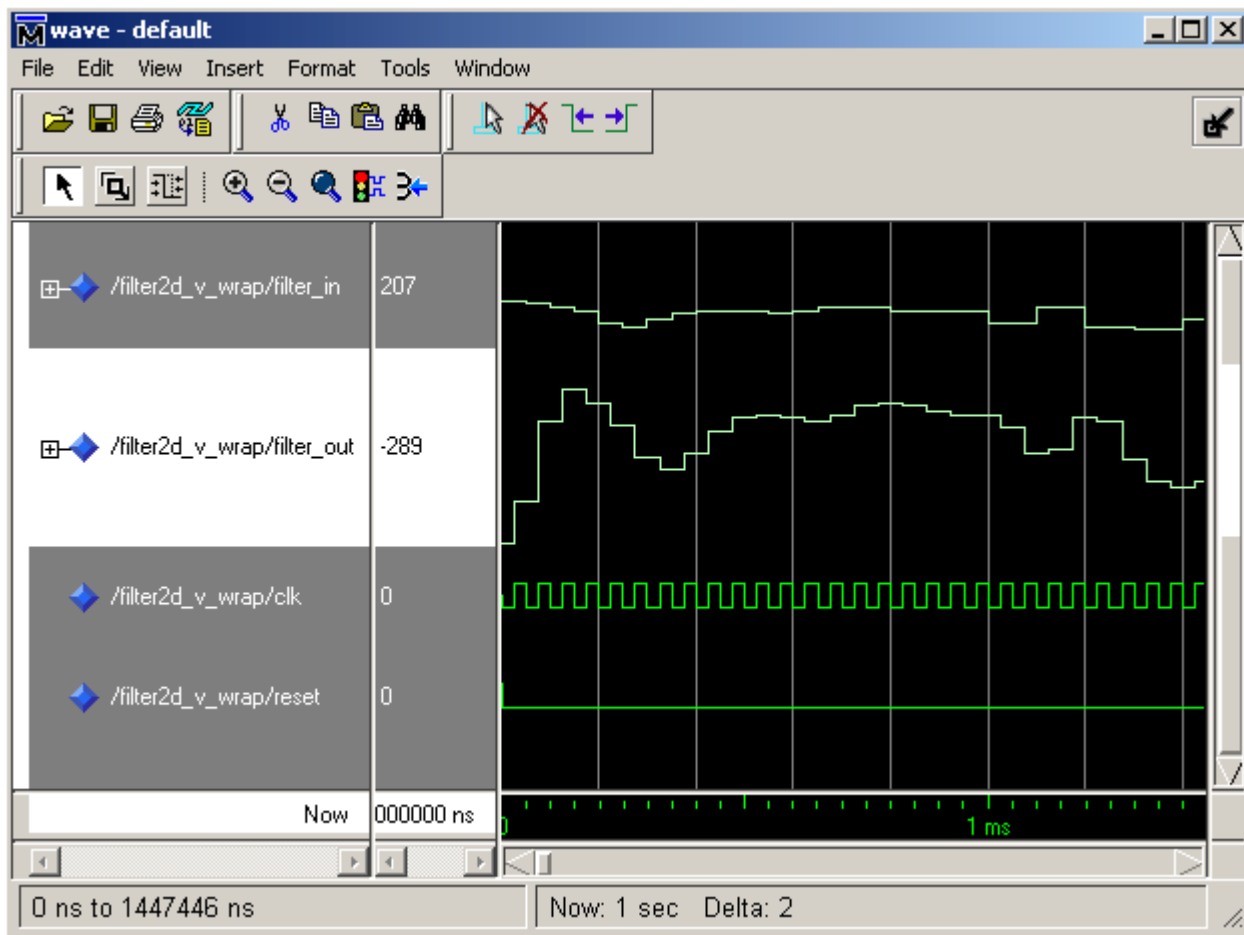 wave - default
File Edit View Insert Format Tools Window
/filter2d_v_wrap/filter_in 207
/filter2d_v_wrap/filter_out -289
/filter2d_v_wrap/clk 0
/filter2d_v_wrap/reset 0
Now 000000 ns 0 1 ms
0 ns to 1447446 ns Now: 1 sec Delta: 2